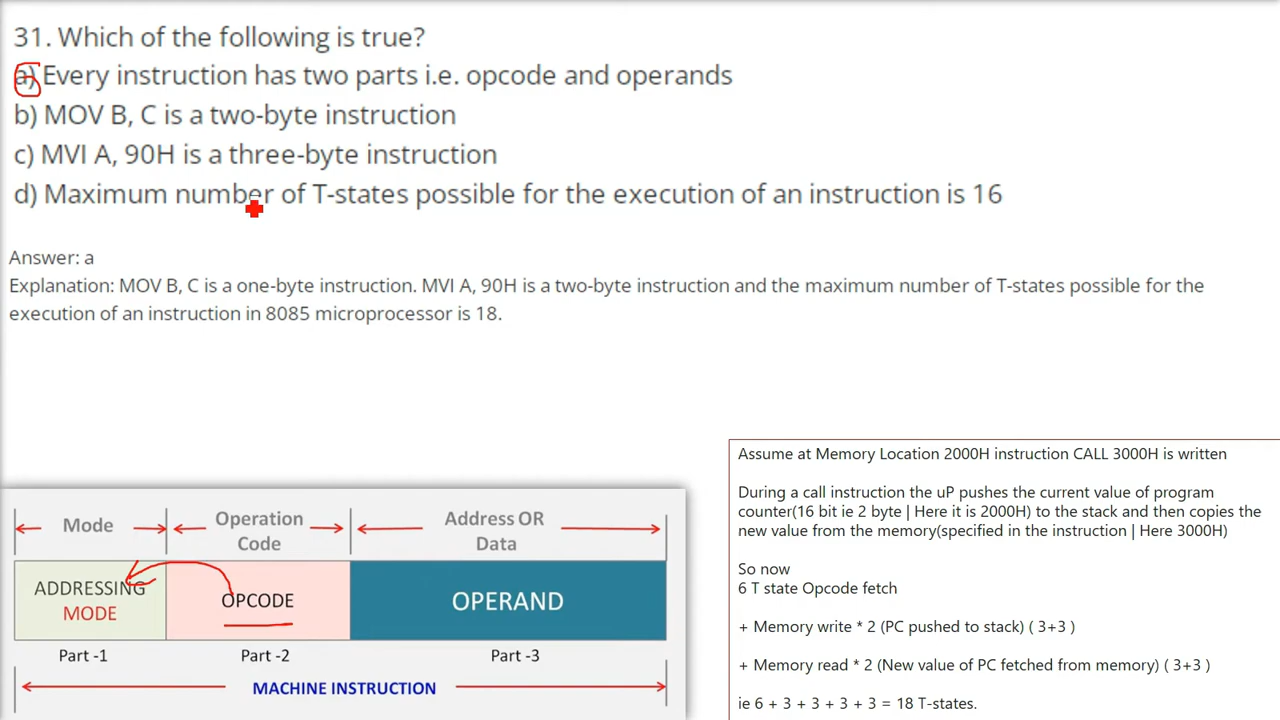 31. Which of the following is true?
a) Every instruction has two parts i.e. opcode and operands
b) MOV B, C is a two-byte instruction
c) MVI A, 90H is a three-byte instruction
d) Maximum number of T-states possible for the execution of an instruction is 16
Answer: a
Explanation: MOV B, C is a one-byte instruction. MVI A, 90H is a two-byte instruction and the maximum number of T-states possible for the
execution of an instruction in 8085 microprocessor is 18.
Mode
Operation
Code
Address OR
Data
ADDRESSING
MODE
OPCODE
OPERAND
Part -1
Part -2
Part -3
MACHINE INSTRUCTION
Assume at Memory Location 2000H instruction CALL 3000H is written
During a call instruction the uP pushes the current value of program
counter(16 bit ie 2 byte | Here it is 2000H) to the stack and then copies the
new value from the memory(specified in the instruction | Here 3000H)
So now
6 T state Opcode fetch
+ Memory write * 2 (PC pushed to stack) ( 3+3 )
+ Memory read * 2 (New value of PC fetched from memory) ( 3+3 )
ie 6 + 3 + 3 + 3 + 3 = 18 T-states.